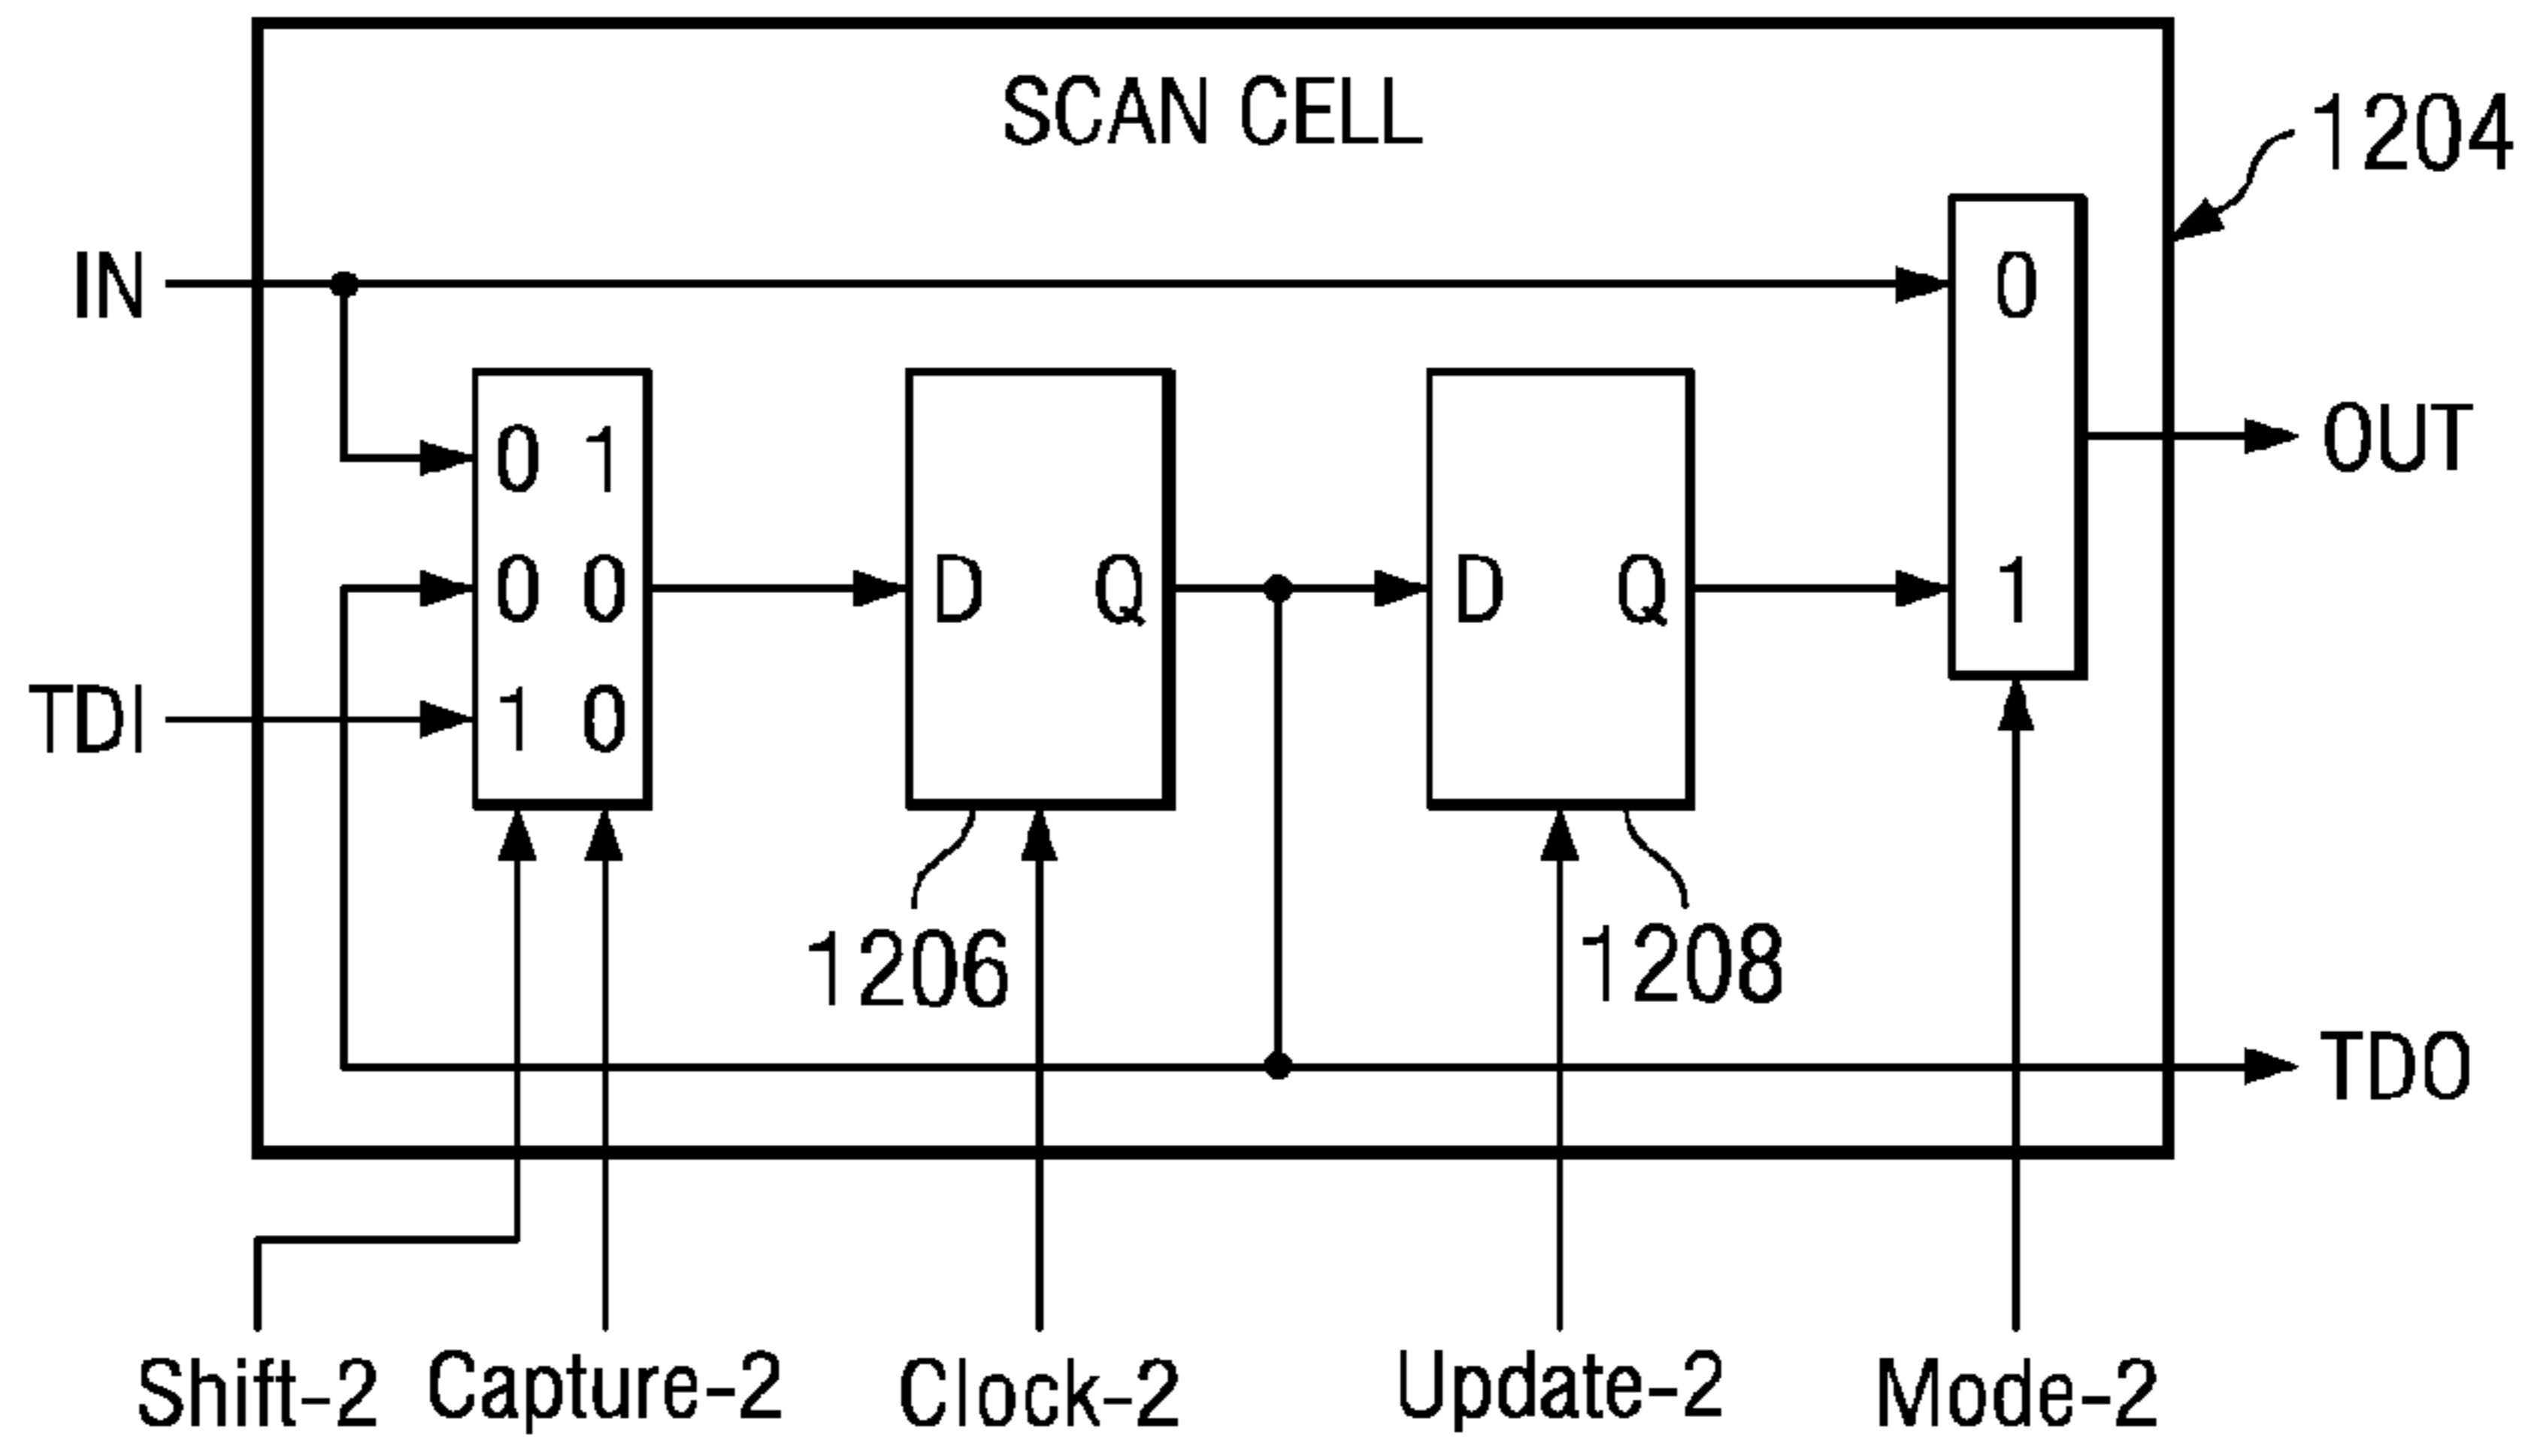 SCAN CELL
1204
IN
0
0 1
OUT
0 0
D Q
D Q
1
TDI
1 0
1206
1208
TDO
Shift-2
Capture-2
Clock-2
Update-2
Mode-2